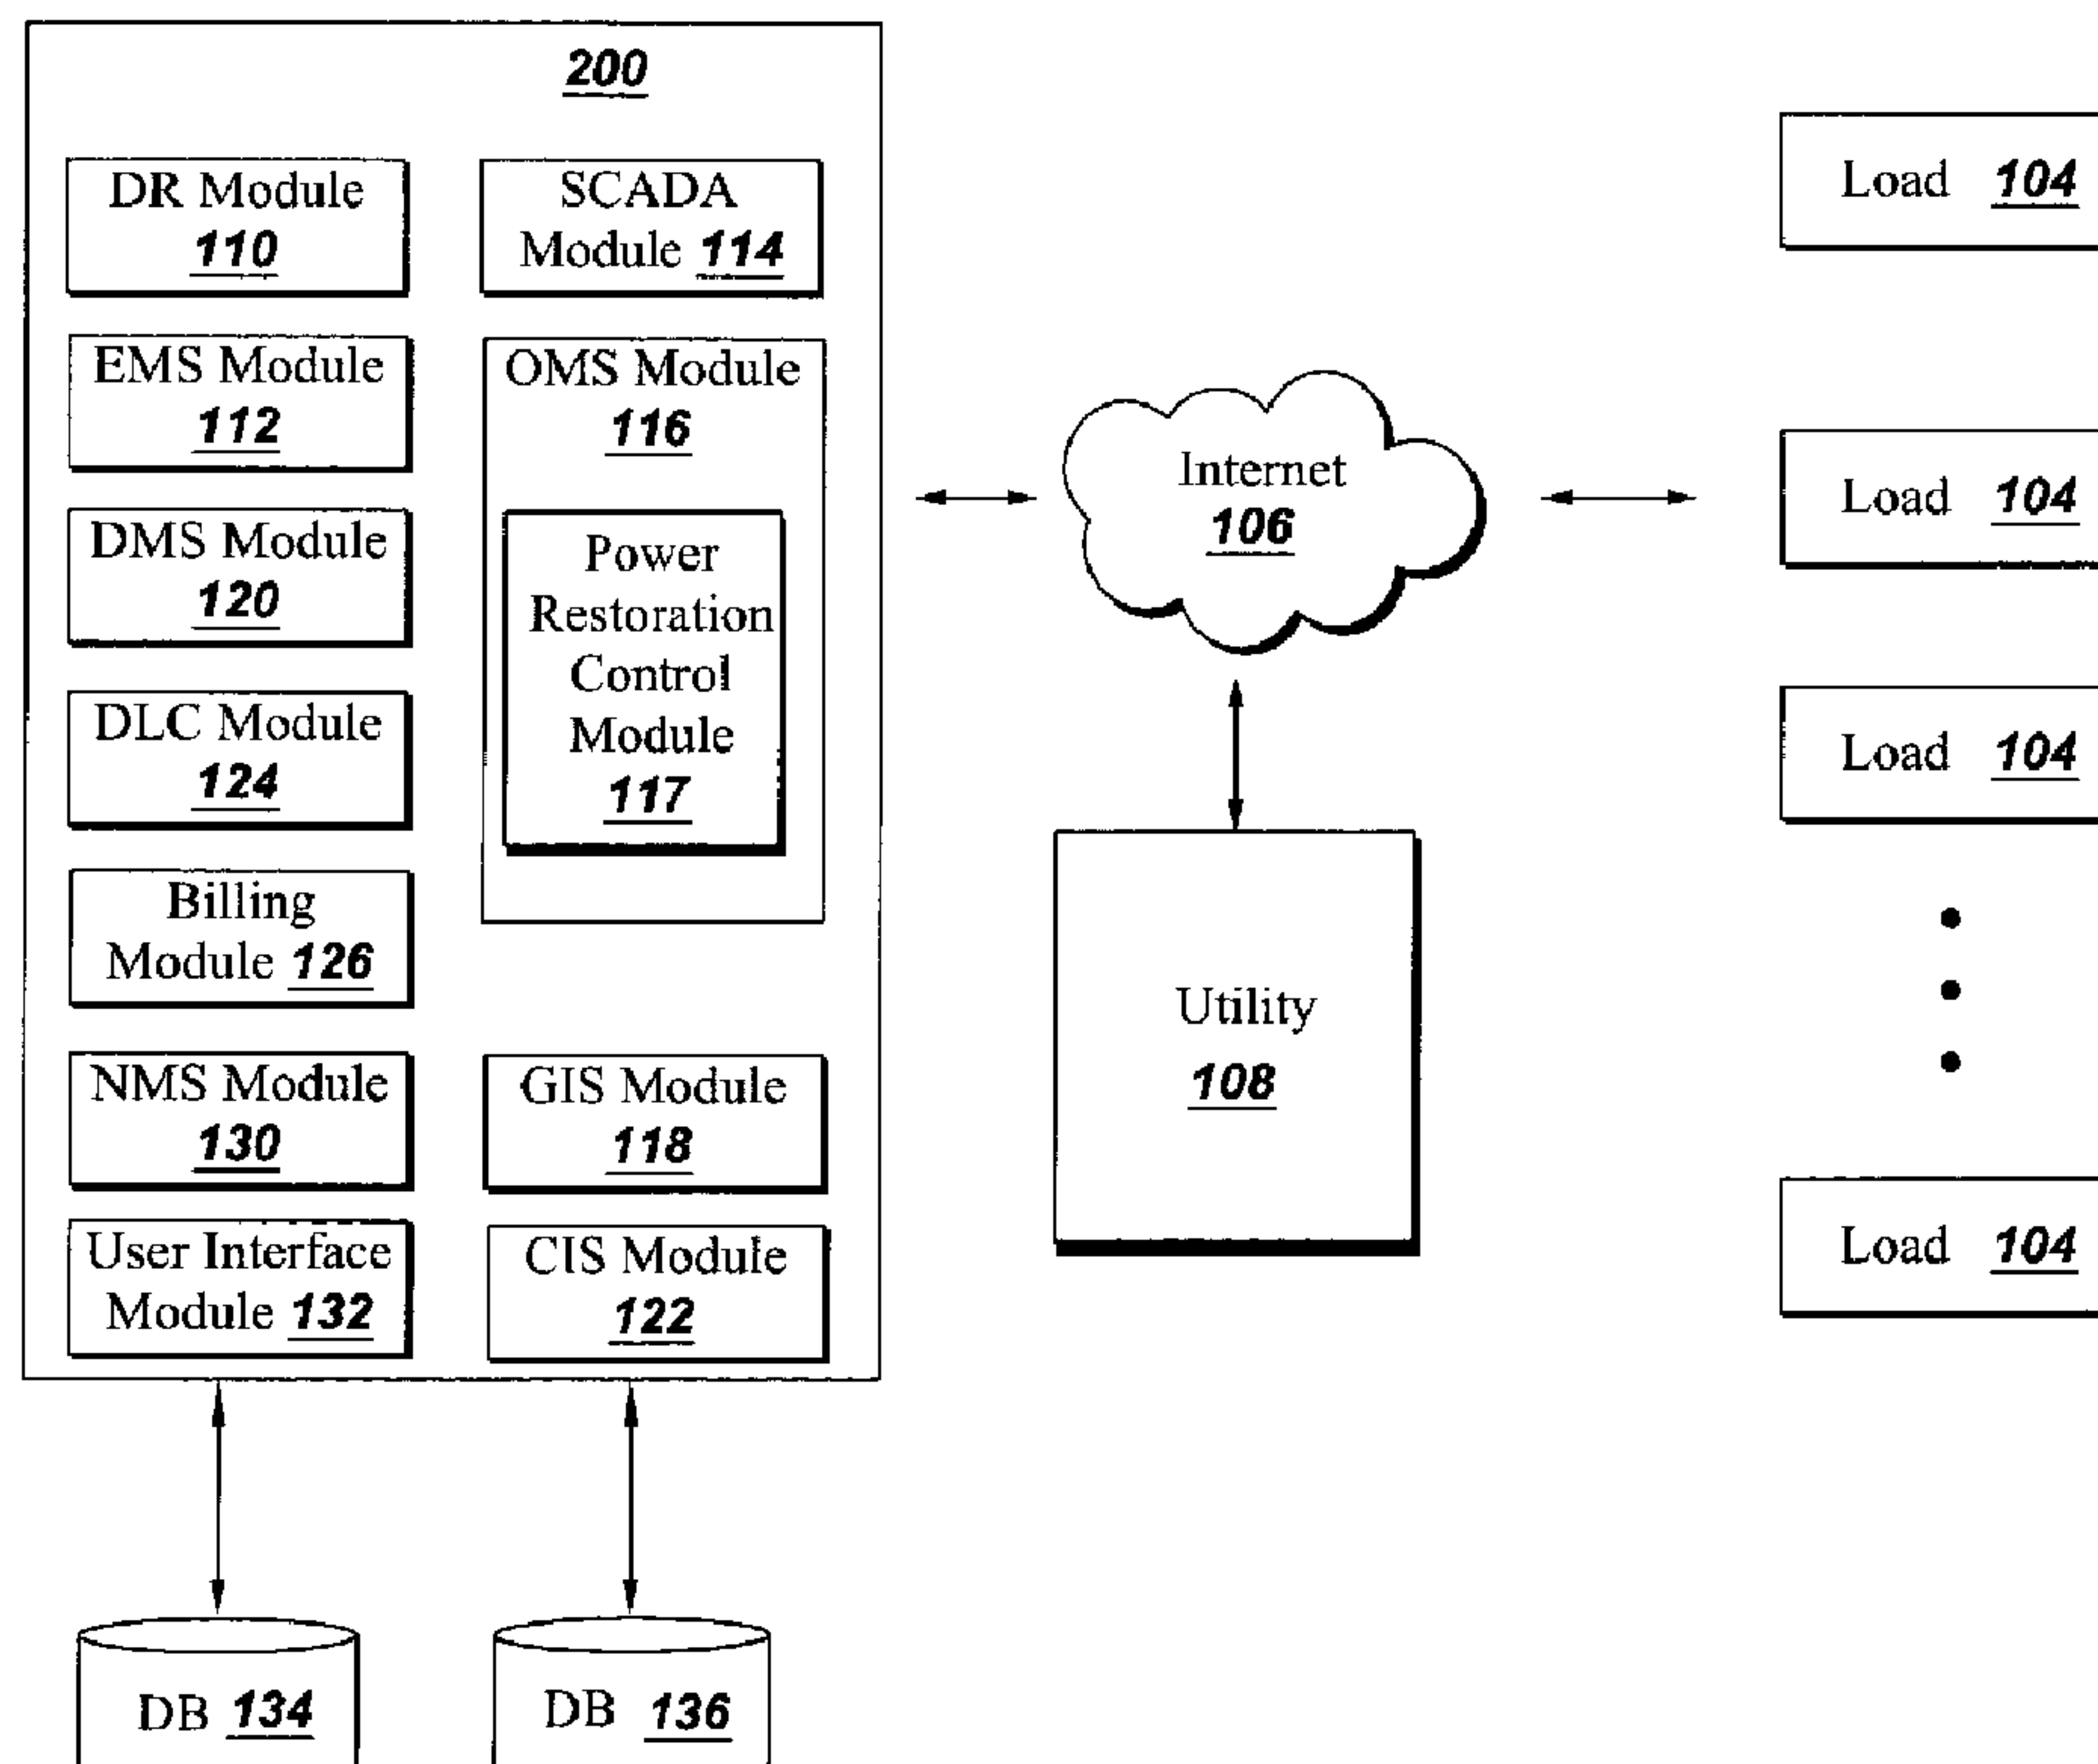 200
DR Module
110
SCADA
Module 114
EMS Module
112
OMS Module
116
DMS Module
120
Power
Restoration
Control
Module
117
DLC Module
124
Billing
Module 126
NMS Module
130
GIS Module
118
User Interface
Module 132
CIS Module
122
DB 134
DB 136
Internet
106
Utility
108
Load 104
Load 104
Load 104
Load 104